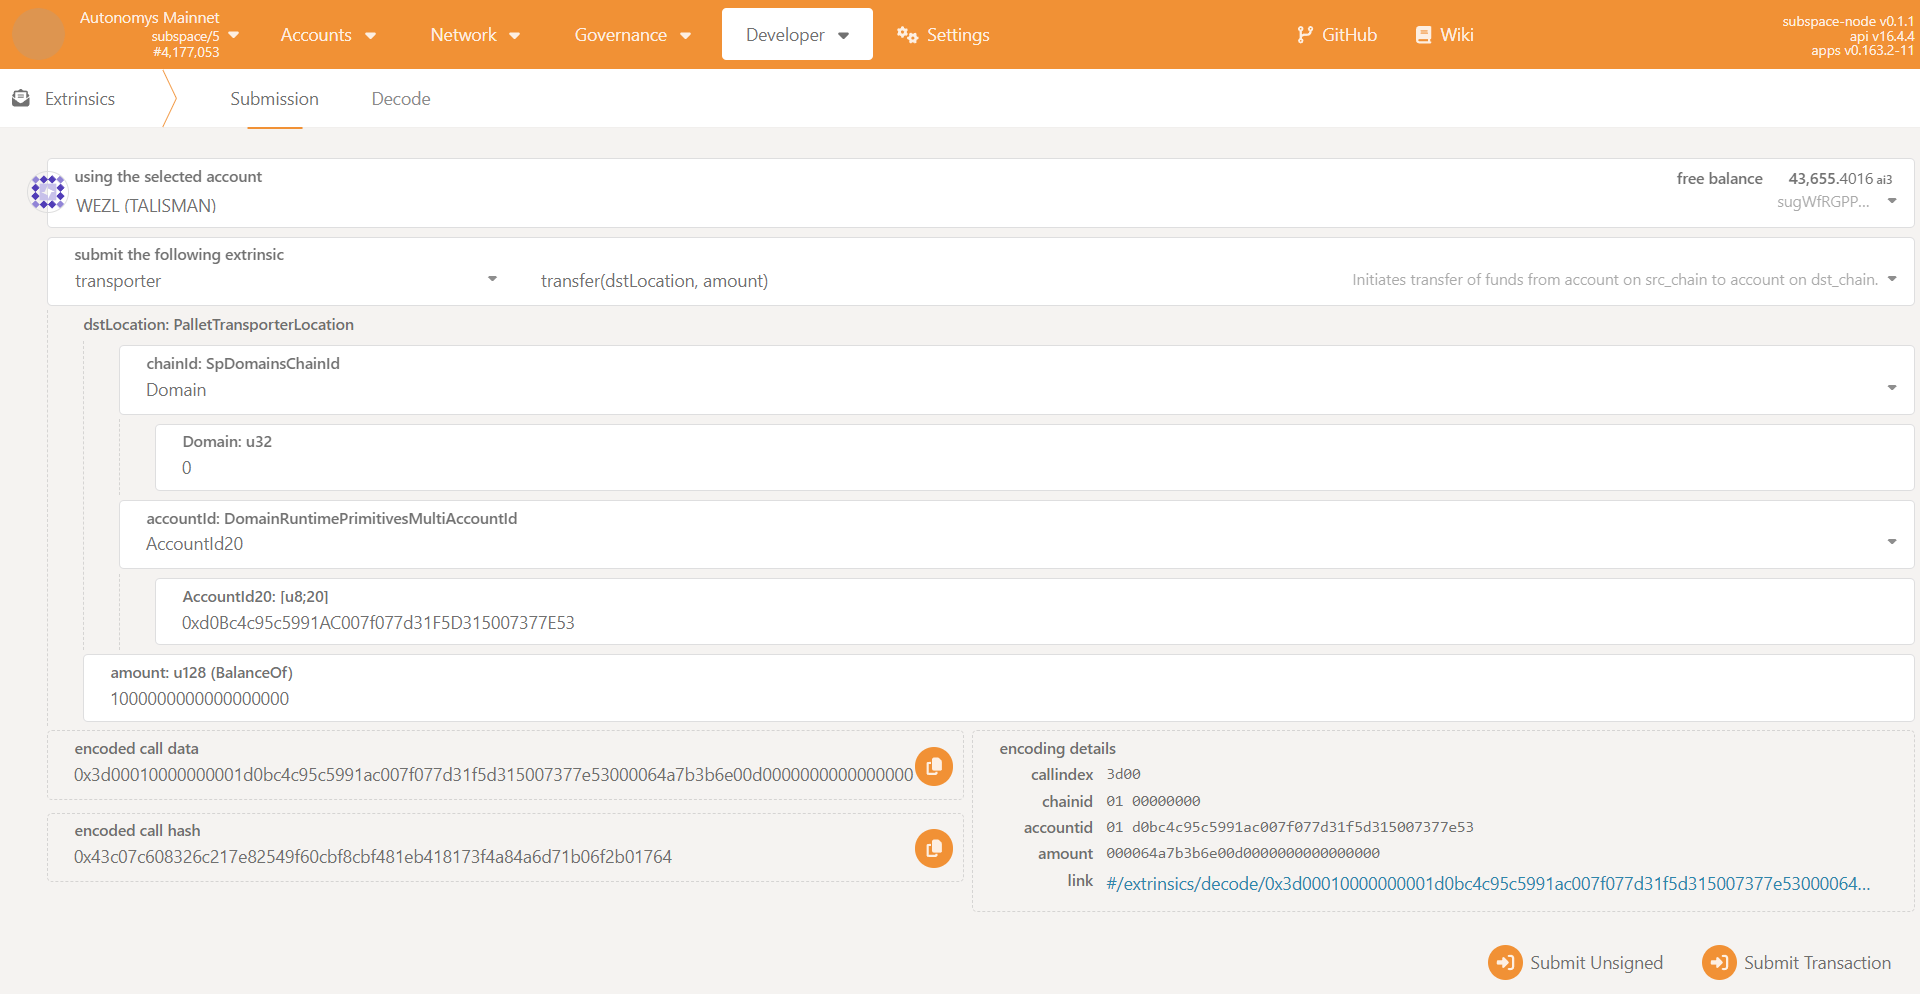 Autonomys Mainnet
subspace/5
#4,177,053
Accounts
Network
Governance
Developer
Settings
GitHub
Wiki
subspace-node v0.1.1
api v16.4.4
apps v0.163.2-11
Extrinsics
Submission
Decode
using the selected account
WEZL (TALISMAN)
free balance 43,655.4016 ai3
sugWfRGPP...
submit the following extrinsic
transporter
transfer(dstLocation, amount)
Initiates transfer of funds from account on src_chain to account on dst_chain.
dstLocation: PalletTransporterLocation
chainId: SpDomainsChainId
Domain
Domain: u32
0
accountId: DomainRuntimePrimitivesMultiAccountId
AccountId20
AccountId20: [u8;20]
0xd0Bc4c95c5991AC007f077d31F5D315007377E53
amount: u128 (BalanceOf)
1000000000000000000
encoded call data
0x3d00010000000001d0bc4c95c5991ac007f077d31f5d315007377e53000064a7b3b6e00d0000000000000000
encoded call hash
0x43c07c608326c217e82549f60cbf8cbf481eb418173f4a84a6d71b06f2b01764
encoding details
callindex 3d00
chainid 01 00000000
accountid 01 d0bc4c95c5991ac007f077d31f5d315007377e53
amount 000064a7b3b6e00d0000000000000000
link #/extrinsics/decode/0x3d00010000000001d0bc4c95c5991ac007f077d31f5d315007377e53000064...
Submit Unsigned
Submit Transaction